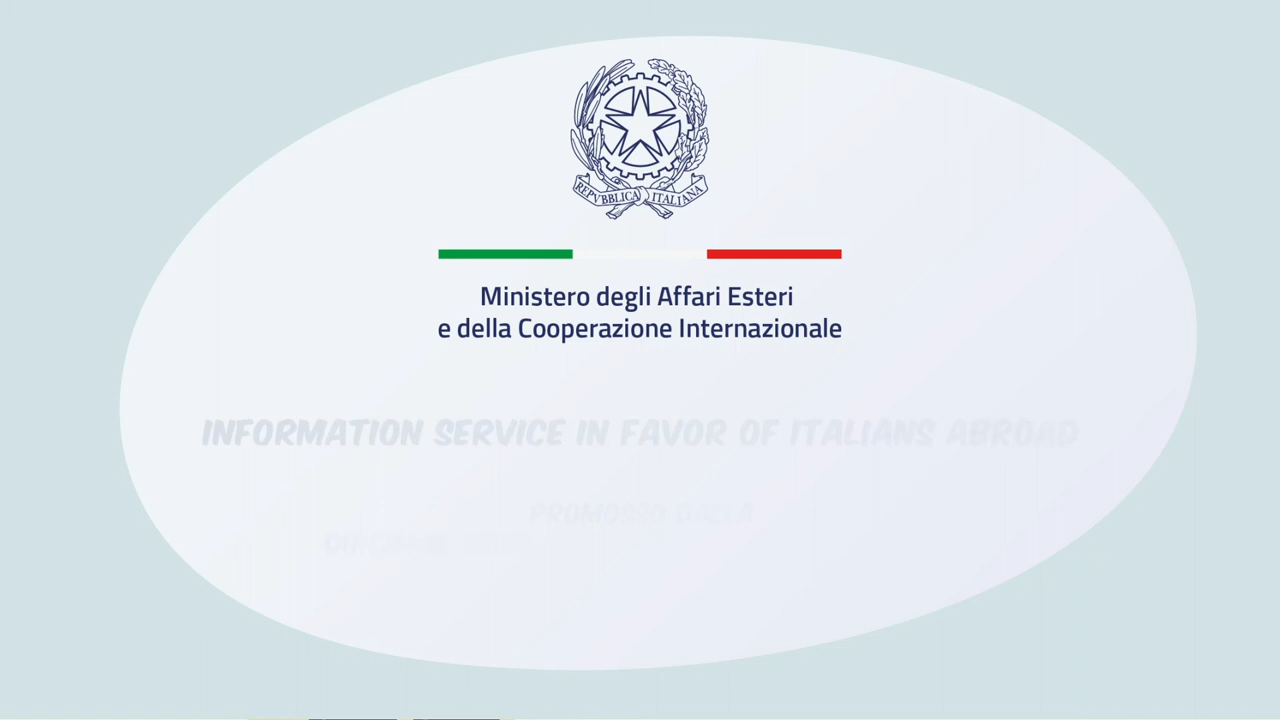 REPVBBLICA ITALIANA
Ministero degli Affari Esteri
e della Cooperazione Internazionale
INFORMATION SERVICE IN FAVOR OF ITALIANS ABROAD
PROMOSSO DALLA